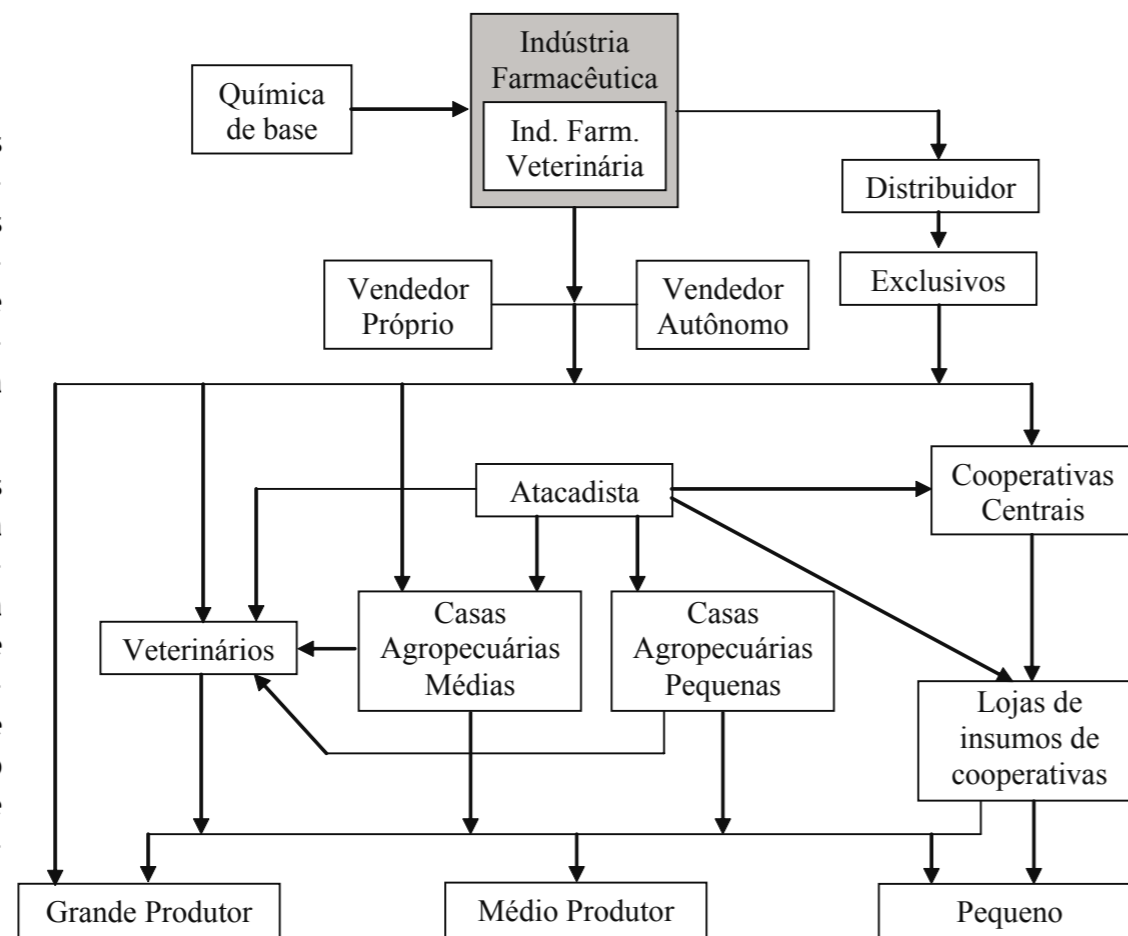 Indústria
Farmacêutica
Química
de base
Ind. Farm.
Veterinária
Distribuidor
Exclusivos
Vendedor
Próprio
Vendedor
Autônomo
Atacadista
Cooperativas
Centrais
Veterinários
Casas
Agropecuárias
Médias
Casas
Agropecuárias
Pequenas
Lojas de
insumos de
cooperativas
Grande Produtor
Médio Produtor
Pequeno